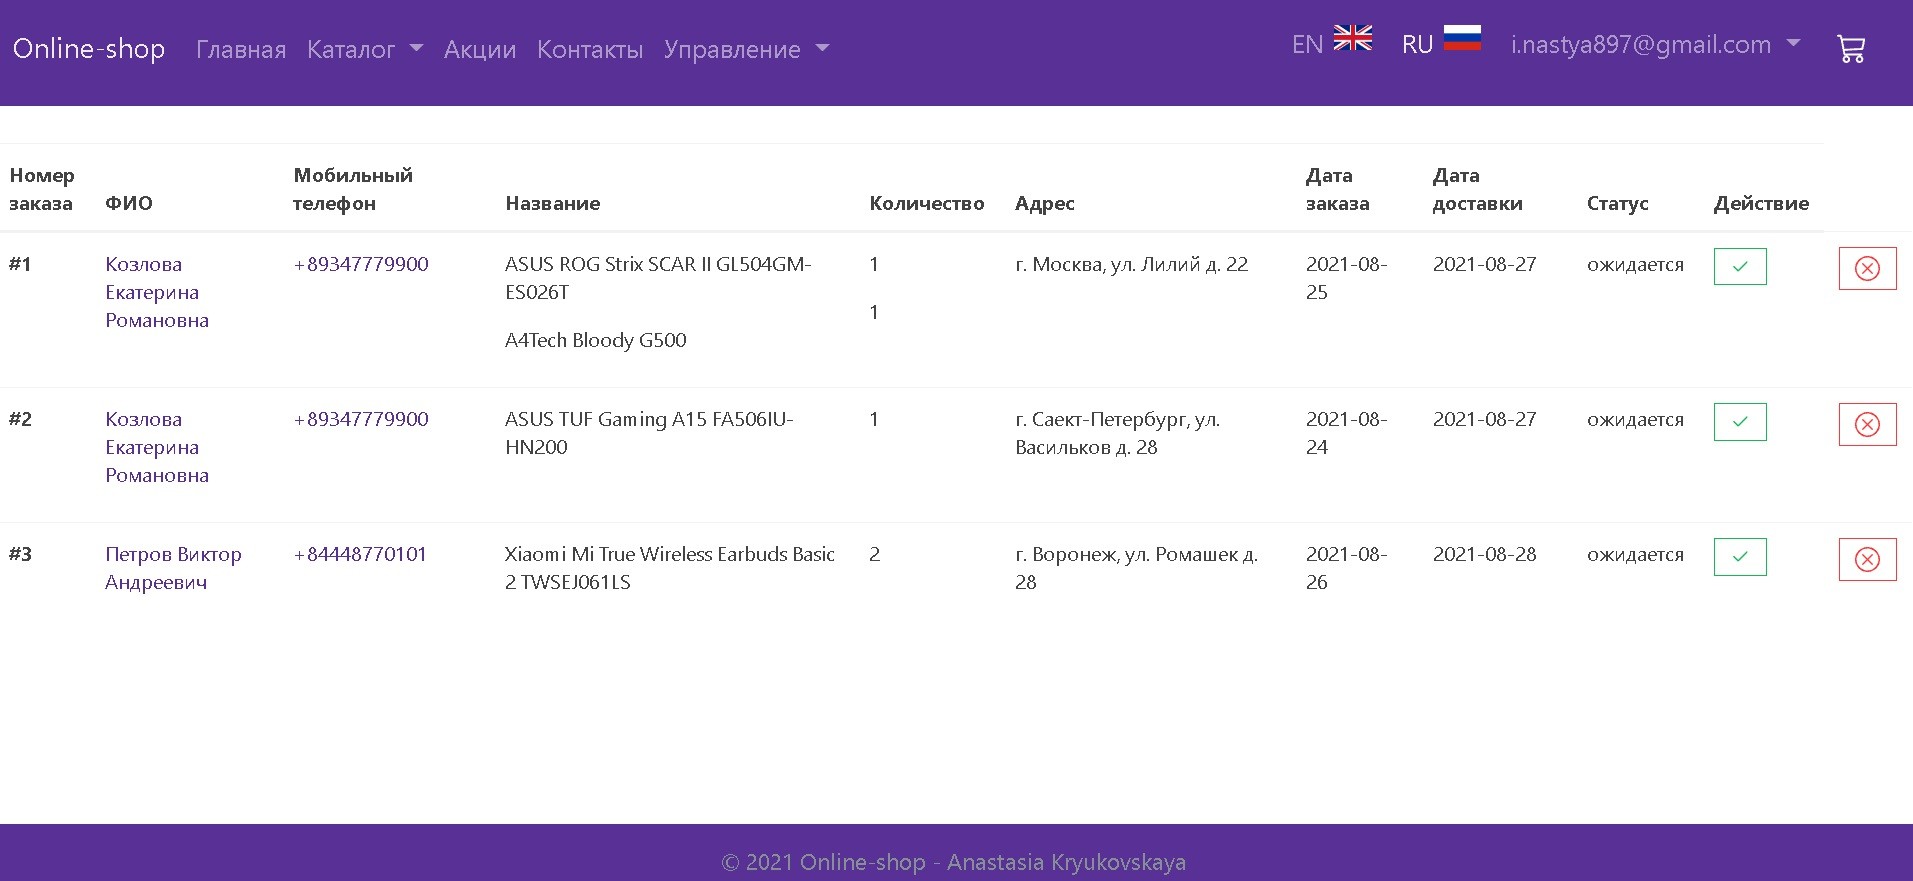 Online-shop Главная Каталог Акции Контакты Управление EN RU i.nastya897@gmail.com
Номер заказа ФИО Мобильный телефон Название Количество Адрес Дата заказа Дата доставки Статус Действие
#1
Козлова
Екатерина
Романовна
+89347779900
ASUS ROG Strix SCAR II GL504GM-
ES026T
A4Tech Bloody G500
1
1
г. Москва, ул. Лилий д. 22
2021-08-
25
2021-08-27
ожидается
#2
Козлова
Екатерина
Романовна
+89347779900
ASUS TUF Gaming A15 FA506IU-
HN200
1
г. Саект-Петербург, ул.
Васильков д. 28
2021-08-
24
2021-08-27
ожидается
#3
Петров Виктор
Андреевич
+84448770101
Xiaomi Mi True Wireless Earbuds Basic
2 TWSEJ061LS
2
г. Воронеж, ул. Ромашек д.
28
2021-08-
26
2021-08-28
ожидается
© 2021 Online-shop - Anastasia Kryukovskaya